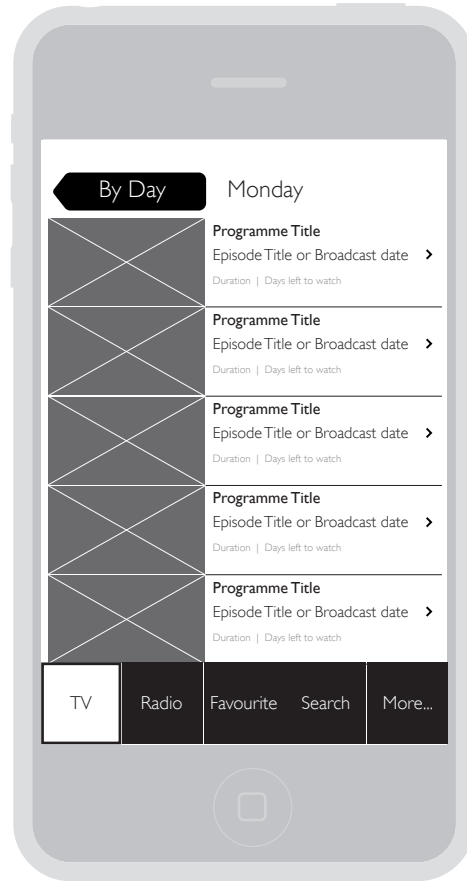 By Day Monday
Programme Title
Episode Title or Broadcast date
Duration | Days left to watch
Programme Title
Episode Title or Broadcast date
Duration | Days left to watch
Programme Title
Episode Title or Broadcast date
Duration | Days left to watch
Programme Title
Episode Title or Broadcast date
Duration | Days left to watch
Programme Title
Episode Title or Broadcast date
Duration | Days left to watch
TV Radio Favourite Search More...